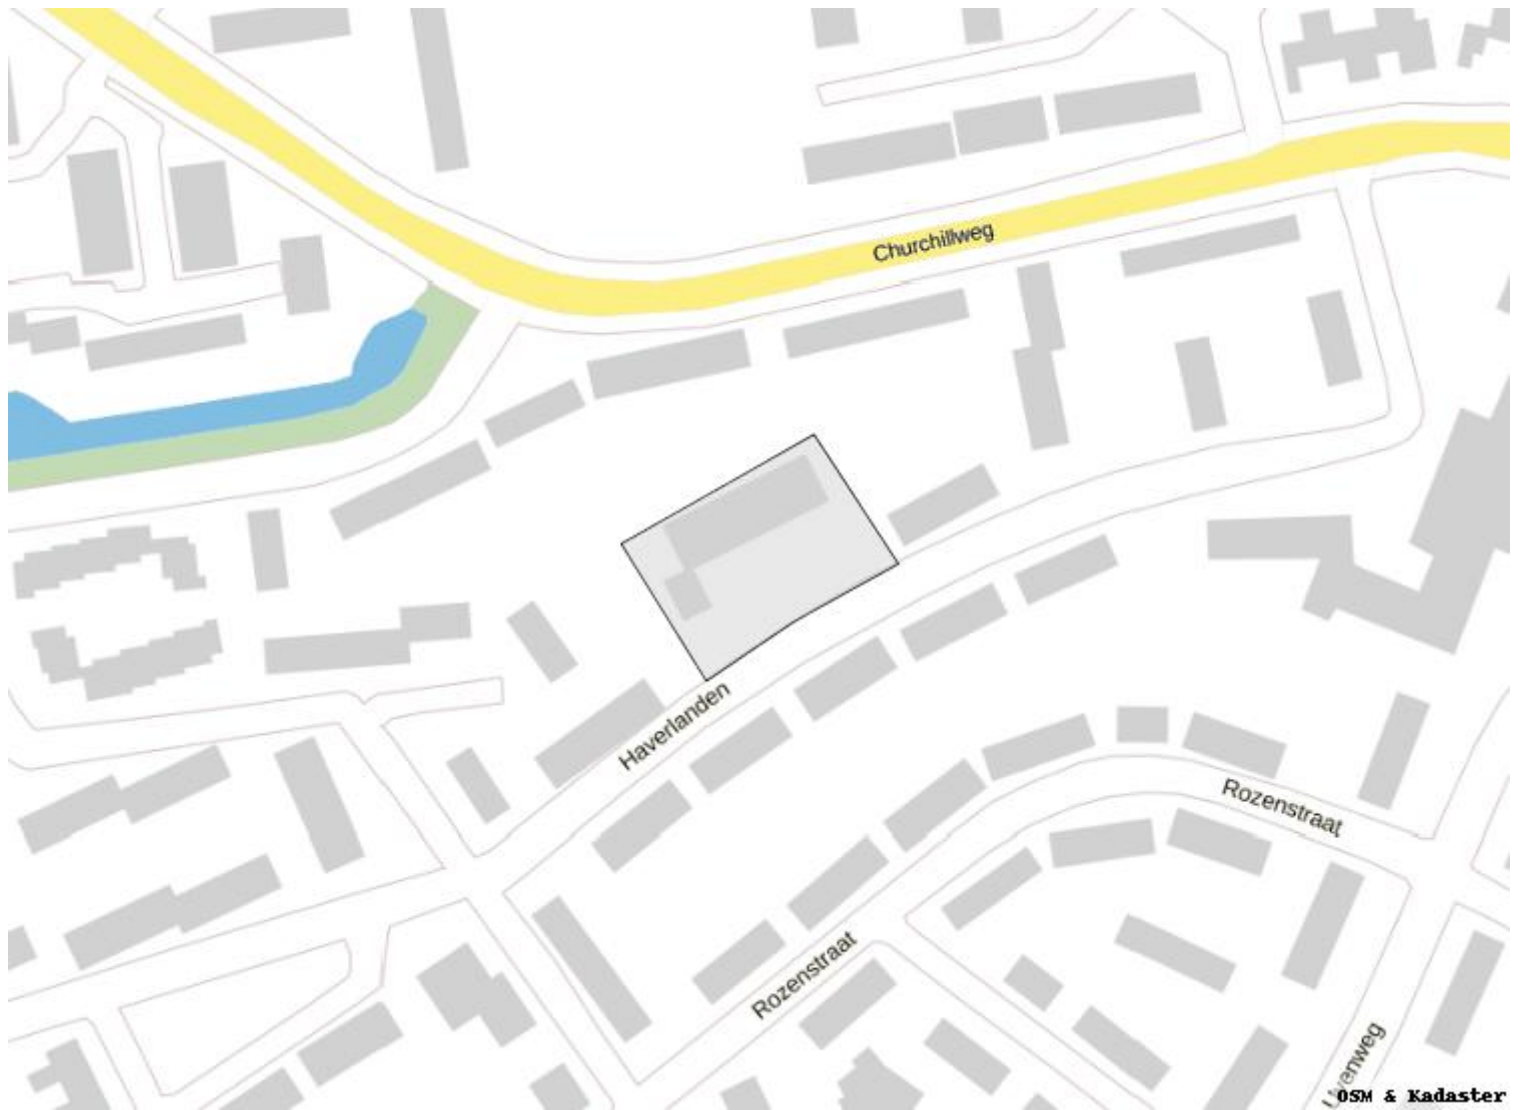 Churchillweg
Haverlanden
Rozenstraat
Rozenstraat
OSM & Kadaster